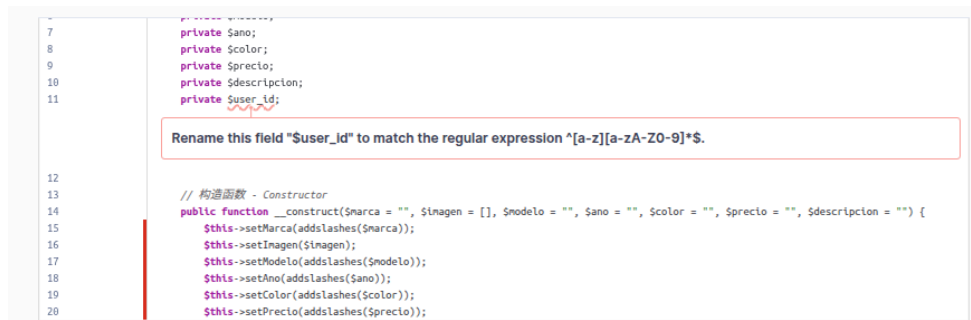 7 private $ano;
8 private $color;
9 private $precio;
10 private $descripcion;
11 private $user_id;
Rename this field "$user_id" to match the regular expression ^[a-z][a-zA-Z0-9]*$.
12
13 // 构造函数 - Constructor
14 public function __construct($marca = "", $imagen = [], $modelo = "", $ano = "", $color = "", $precio = "", $descripcion = "") {
15 $this->setMarca(addslashes($marca));
16 $this->setImagen($imagen);
17 $this->setModelo(addslashes($modelo));
18 $this->setAno(addslashes($ano));
19 $this->setColor(addslashes($color));
20 $this->setPrecio(addslashes($precio));